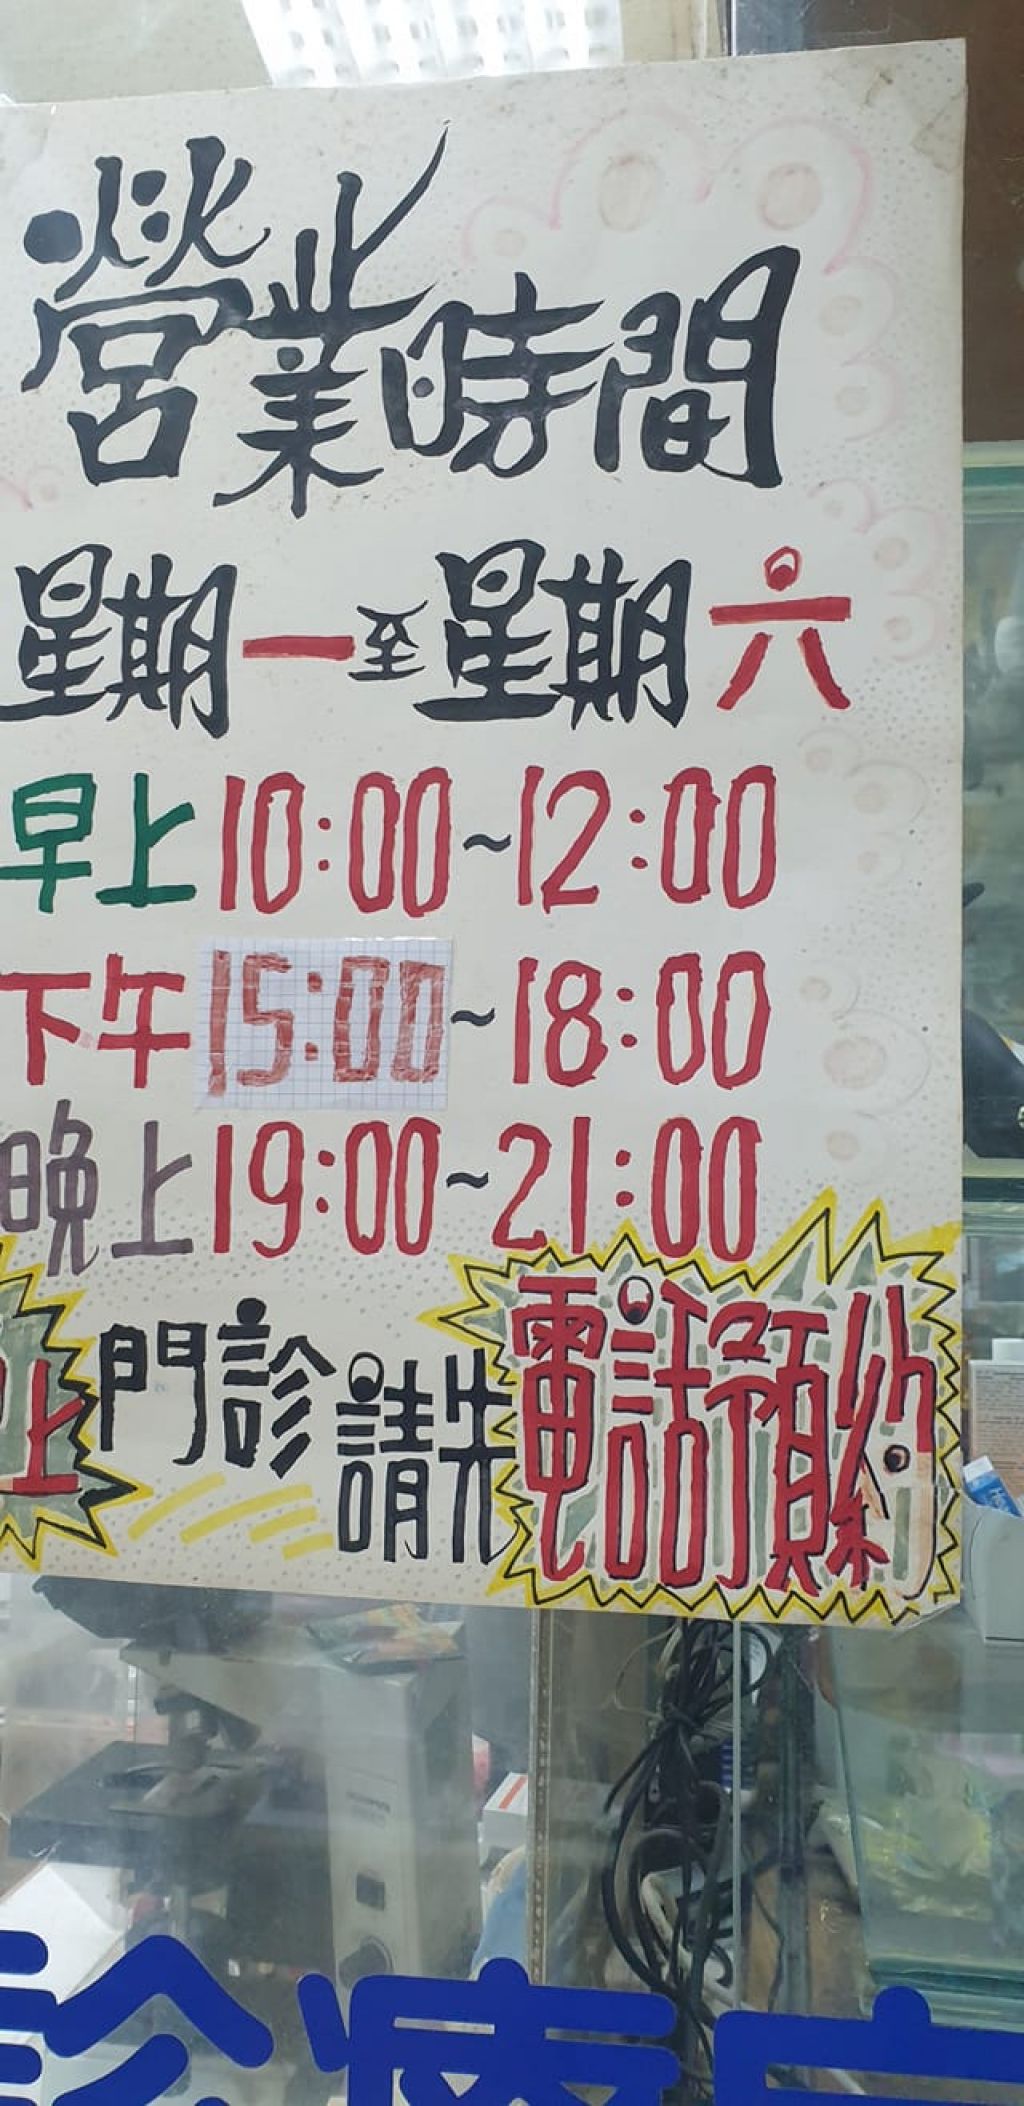 營業時間
星期一至星期六
早上10:00~12:00
下午15:00~18:00
晚上19:00~21:00
上門診請先電話預約
診療